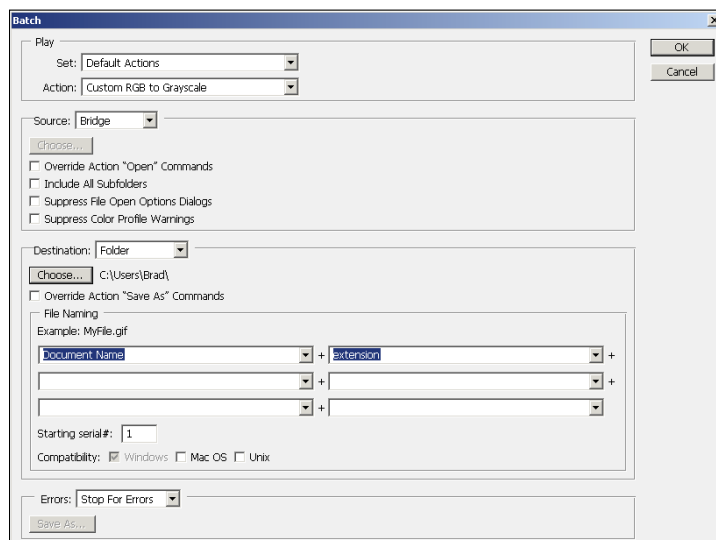 Batch
Play
Set: Default Actions
Action: Custom RGB to Grayscale
OK
Cancel
Source: Bridge
Choose...
Override Action "Open" Commands
Include All Subfolders
Suppress File Open Options Dialogs
Suppress Color Profile Warnings
Destination: Folder
Choose... C:\Users\Brad\
Override Action "Save As" Commands
File Naming
Example: MyFile.gif
Document Name + extension +
+ +
+
Starting serial#: 1
Compatibility: Windows Mac OS Unix
Errors: Stop For Errors
Save As...